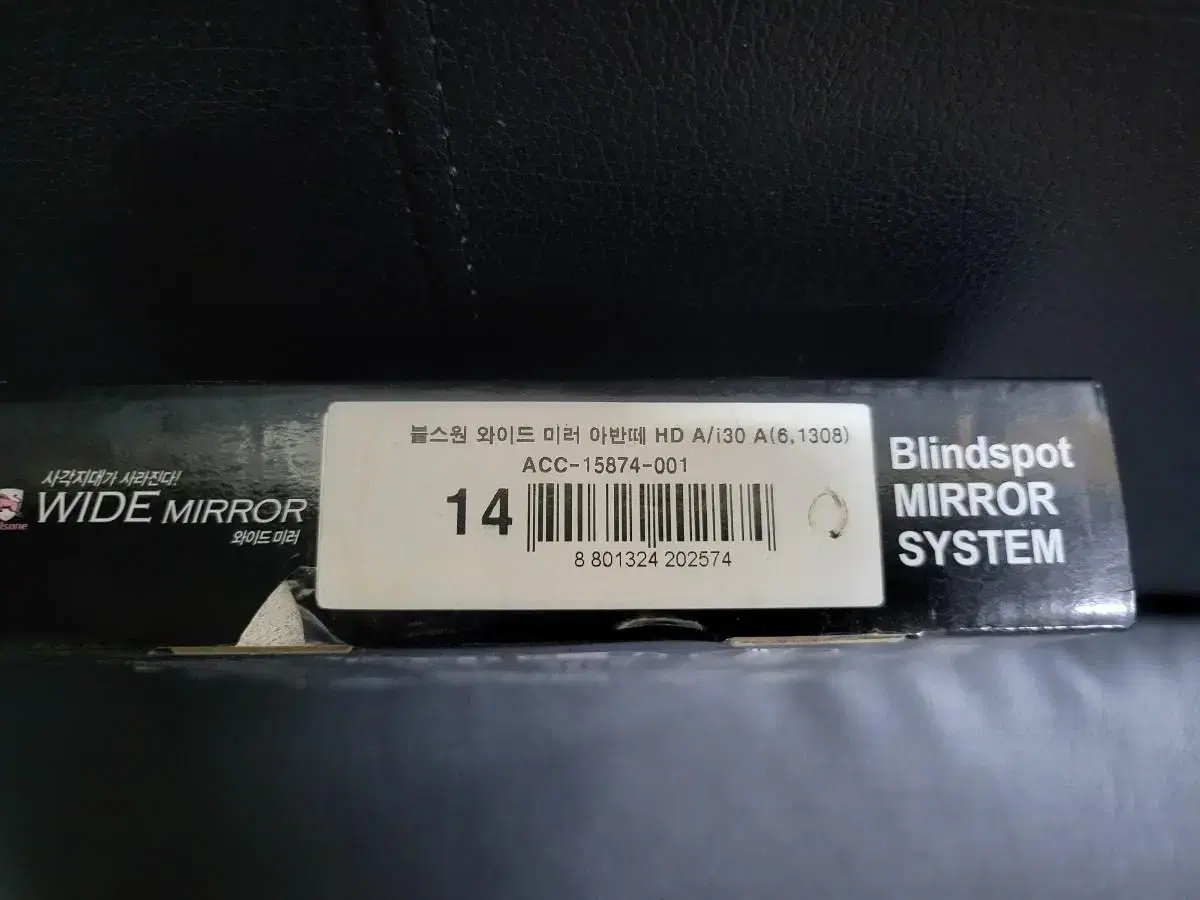 사각지대가 사라진다!
WIDE MIRROR
와이드 미러
불스원 와이드 미러 아반떼 HD A/i30 A(6,1308)
ACC-15874-001
14
8 801324 202574
Blindspot
MIRROR
SYSTEM